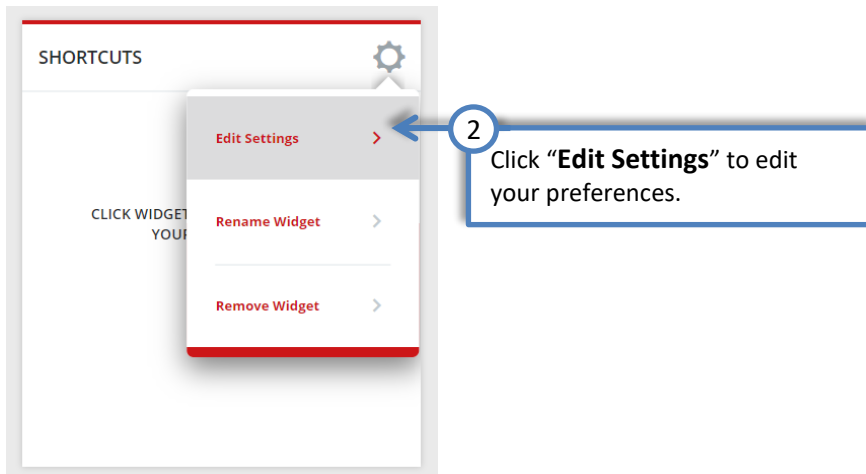 SHORTCUTS
Edit Settings
2
Click “Edit Settings” to edit
your preferences.
CLICK WIDGET
YOUR
Rename Widget
Remove Widget